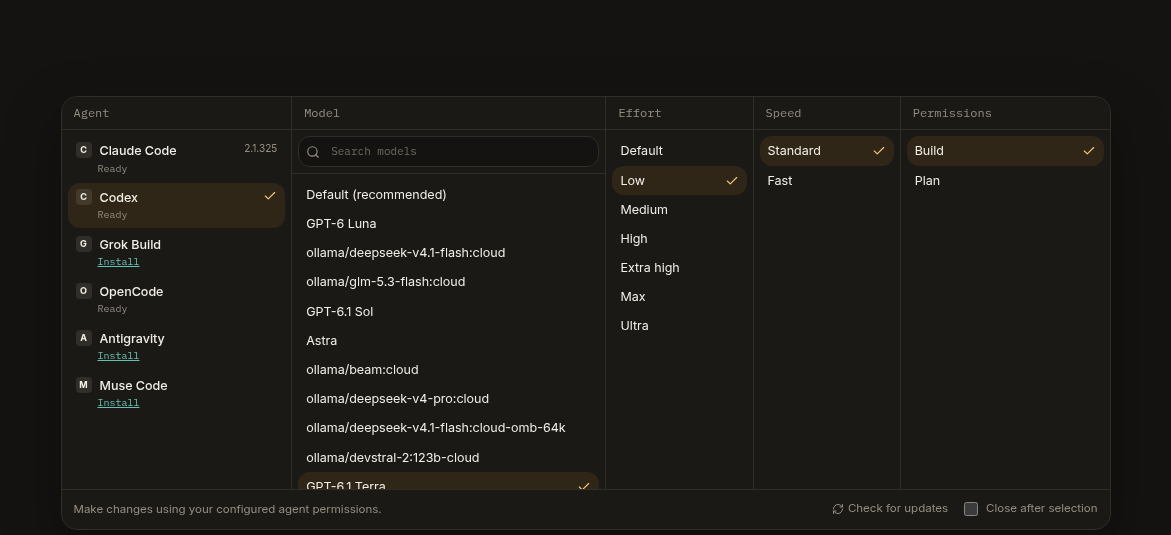 Agent
Model
Effort
Speed
Permissions
C Claude Code 2.1.325
Ready
C Codex
Ready
G Grok Build
Install
O OpenCode
Ready
A Antigravity
Install
M Muse Code
Install
Search models
Default (recommended)
GPT-6 Luna
ollama/deepseek-v4.1-flash:cloud
ollama/glm-5.3-flash:cloud
GPT-6.1 Sol
Astra
ollama/beam:cloud
ollama/deepseek-v4-pro:cloud
ollama/deepseek-v4.1-flash:cloud-omb-64k
ollama/devstral-2:123b-cloud
GPT-6.1 Terra
Default
Low
Medium
High
Extra high
Max
Ultra
Standard
Fast
Build
Plan
Make changes using your configured agent permissions.
Check for updates
Close after selection